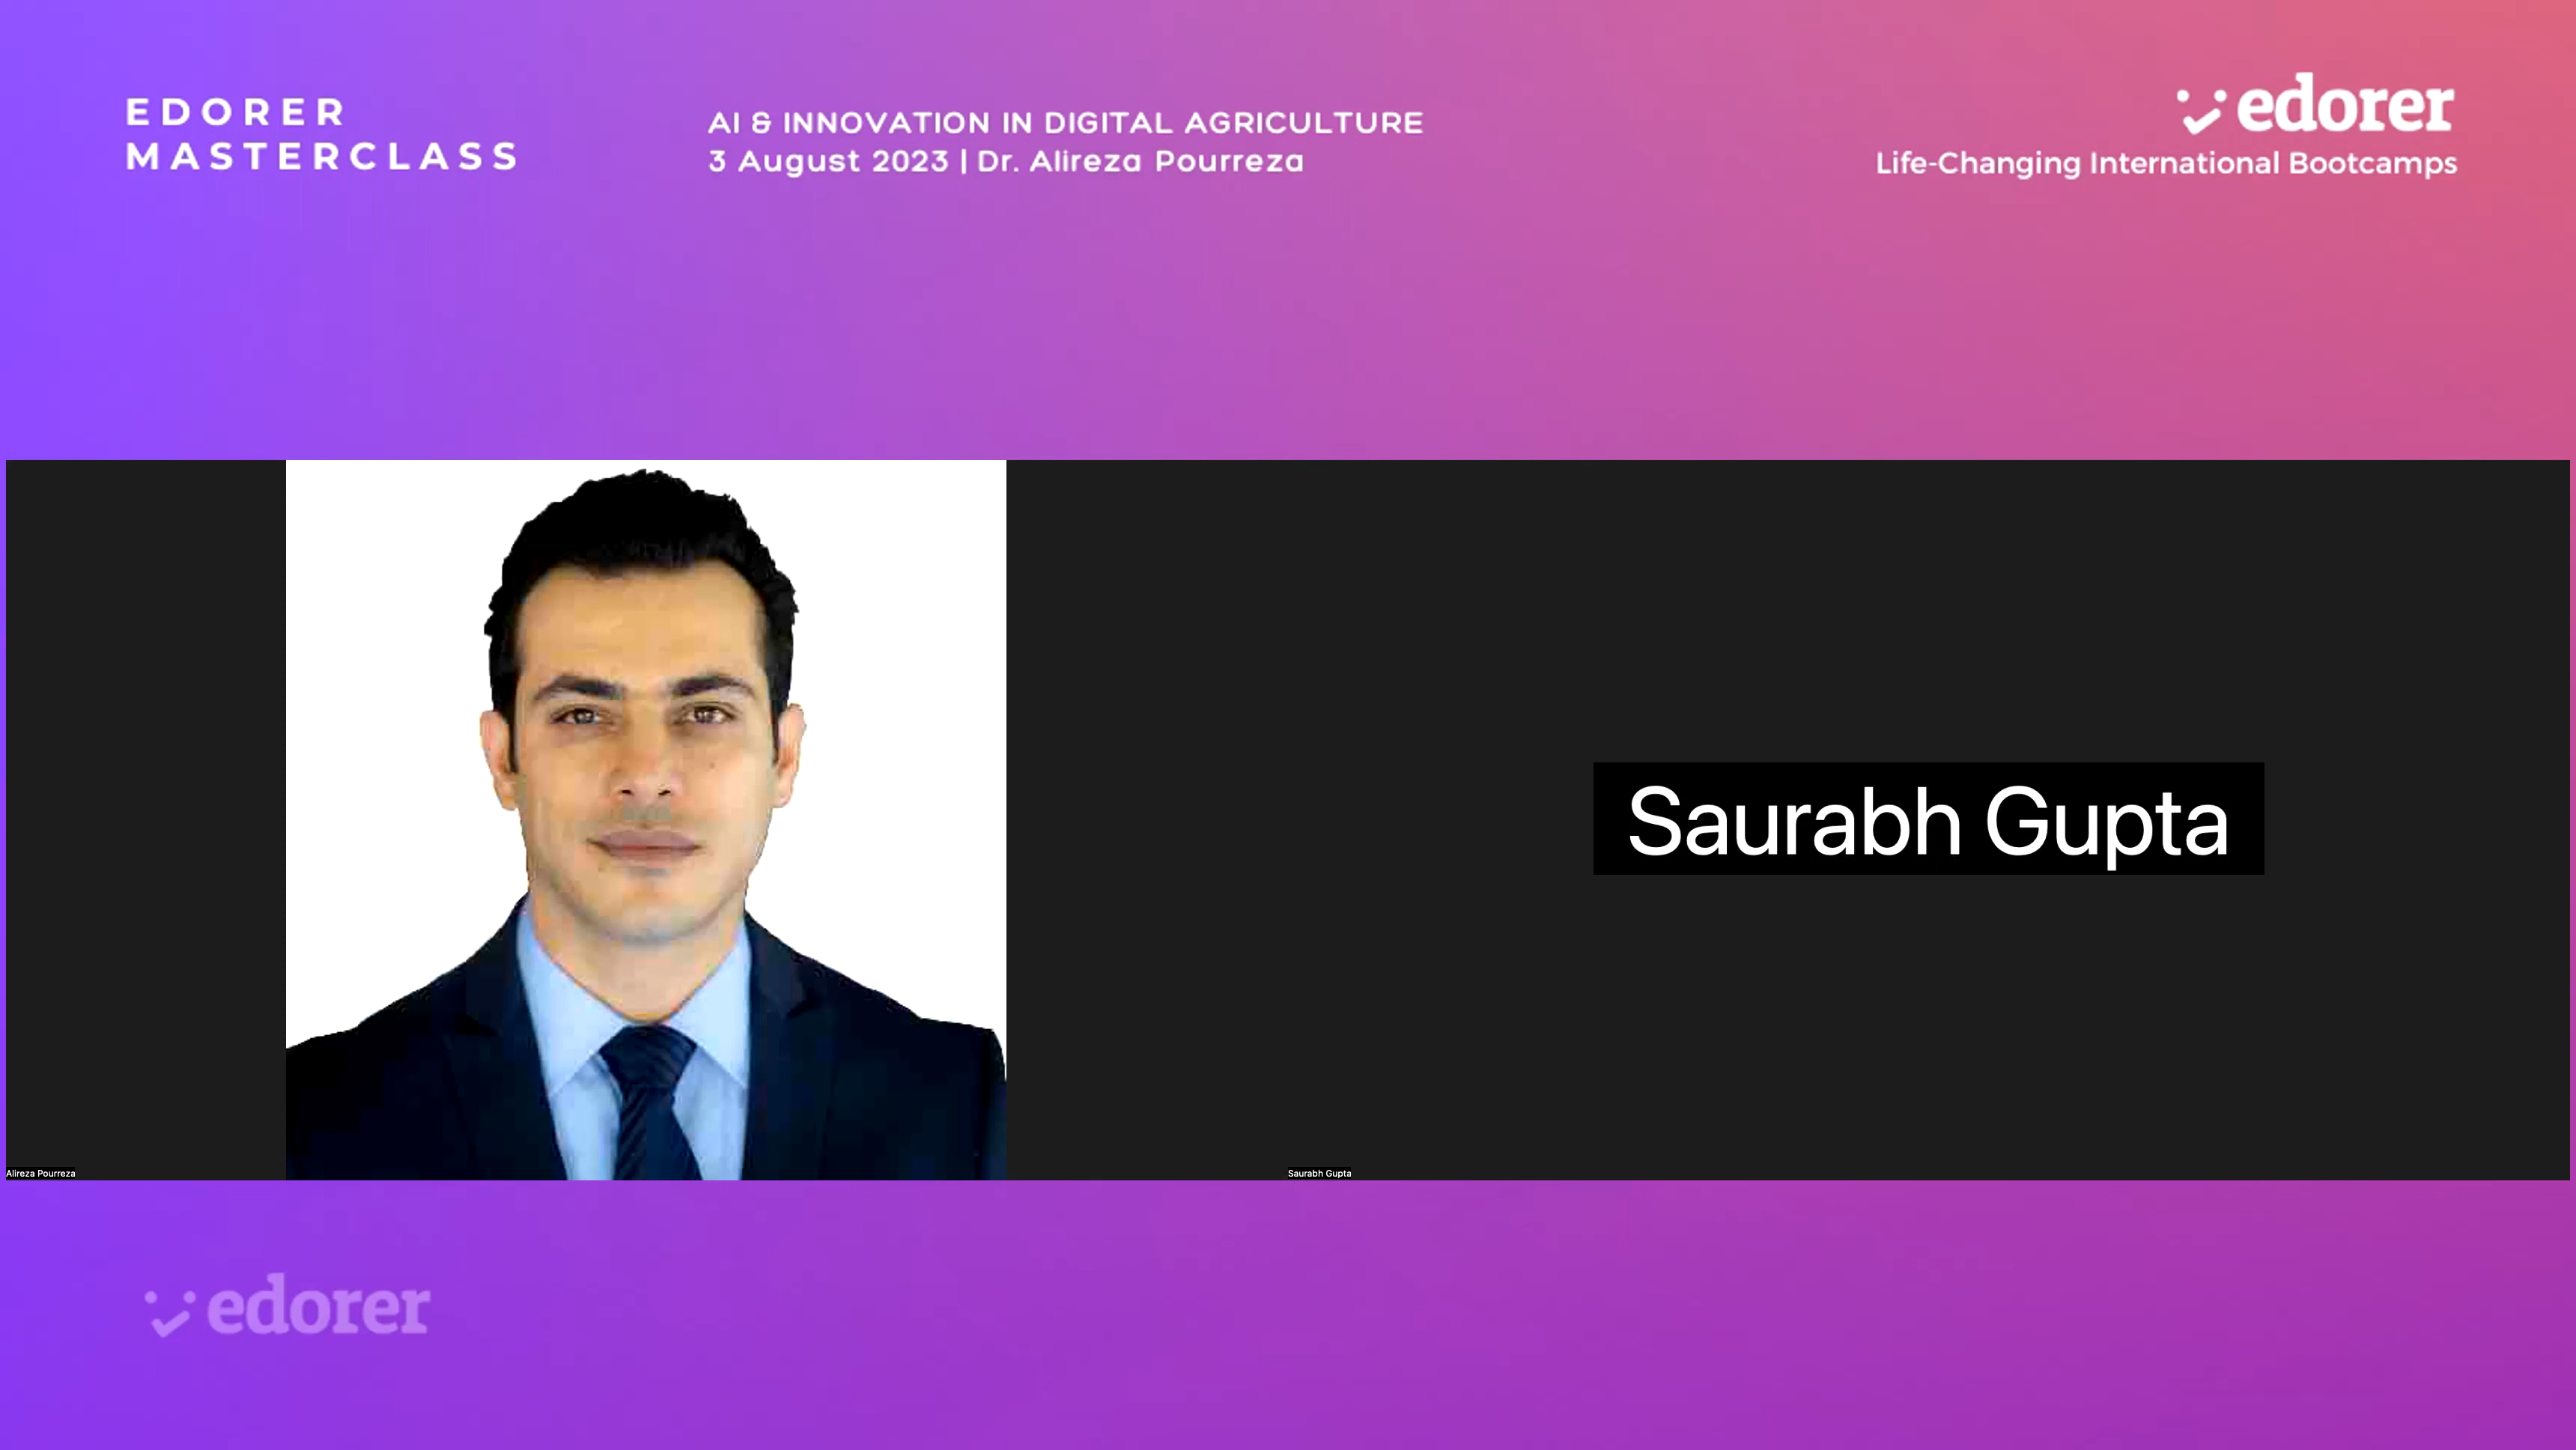 EDORER
MASTERCLASS
AI & INNOVATION IN DIGITAL AGRICULTURE
3 August 2023 | Dr. Alireza Pourreza
edorer
Life-Changing International Bootcamps
Saurabh Gupta
Alireza Pourreza
Saurabh Gupta
edorer